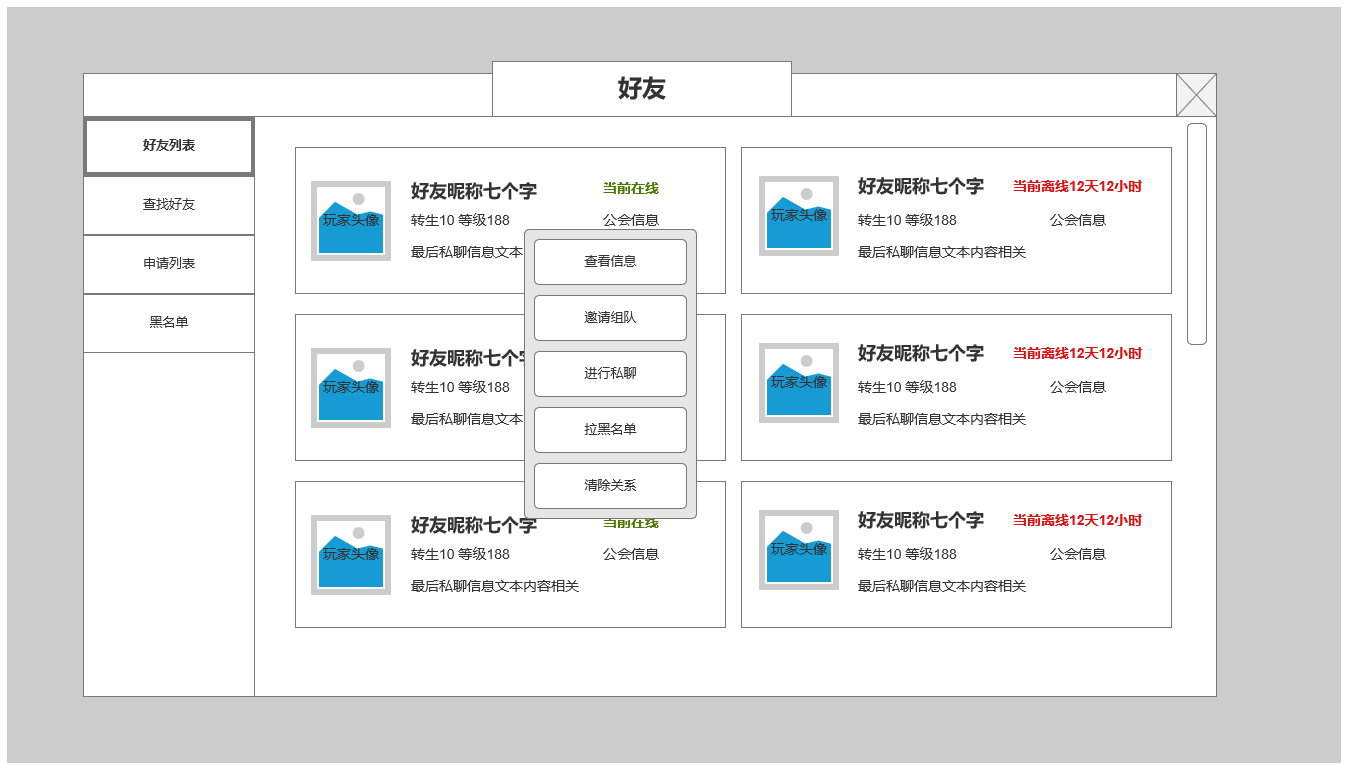 好友
好友列表
查找好友
申请列表
黑名单
玩家头像
好友昵称七个字
当前在线
转生10 等级188
公会信息
最后私聊信息文本
玩家头像
好友昵称七个字
当前离线12天12小时
转生10 等级188
公会信息
最后私聊信息文本内容相关
查看信息
邀请组队
进行私聊
拉黑名单
清除关系
玩家头像
好友昵称七个字
转生10 等级188
最后私聊信息文本
玩家头像
好友昵称七个字
当前离线12天12小时
转生10 等级188
公会信息
最后私聊信息文本内容相关
玩家头像
好友昵称七个字
当前在线
转生10 等级188
公会信息
最后私聊信息文本内容相关
玩家头像
好友昵称七个字
当前离线12天12小时
转生10 等级188
公会信息
最后私聊信息文本内容相关